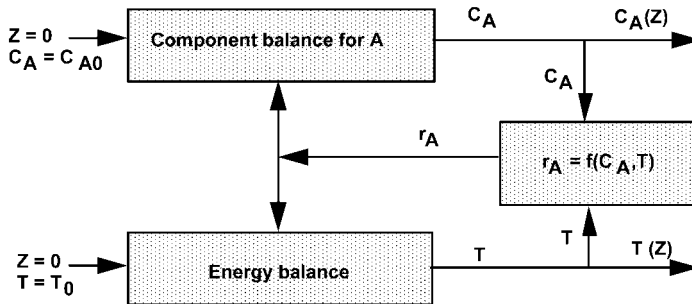 C_A
C_A(Z)
Z = 0
C_A = C_A0
Component balance for A
C_A
r_A
r_A = f(C_A,T)
Z = 0
T = T_0
Energy balance
T
T
T (Z)